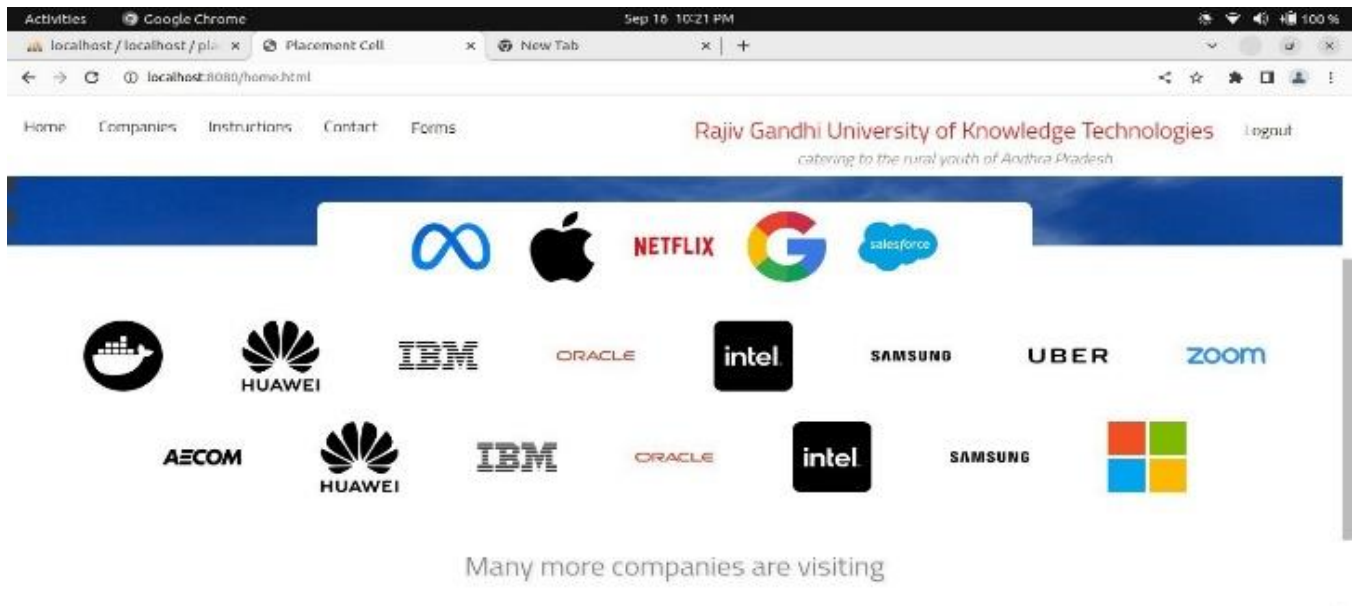 Activities Google Chrome Sep 16 10:21 PM 100 %
localhost / localhost / pla Placement Cell New Tab
localhost:8080/home.html
Home Companies Instructions Contact Forms Rajiv Gandhi University of Knowledge Technologies Logout
catering to the rural youth of Andhra Pradesh
NETFLIX G salesforce
HUAWEI IBM ORACLE intel. SAMSUNG UBER zoom
AECOM HUAWEI IBM ORACLE intel. SAMSUNG
Many more companies are visiting